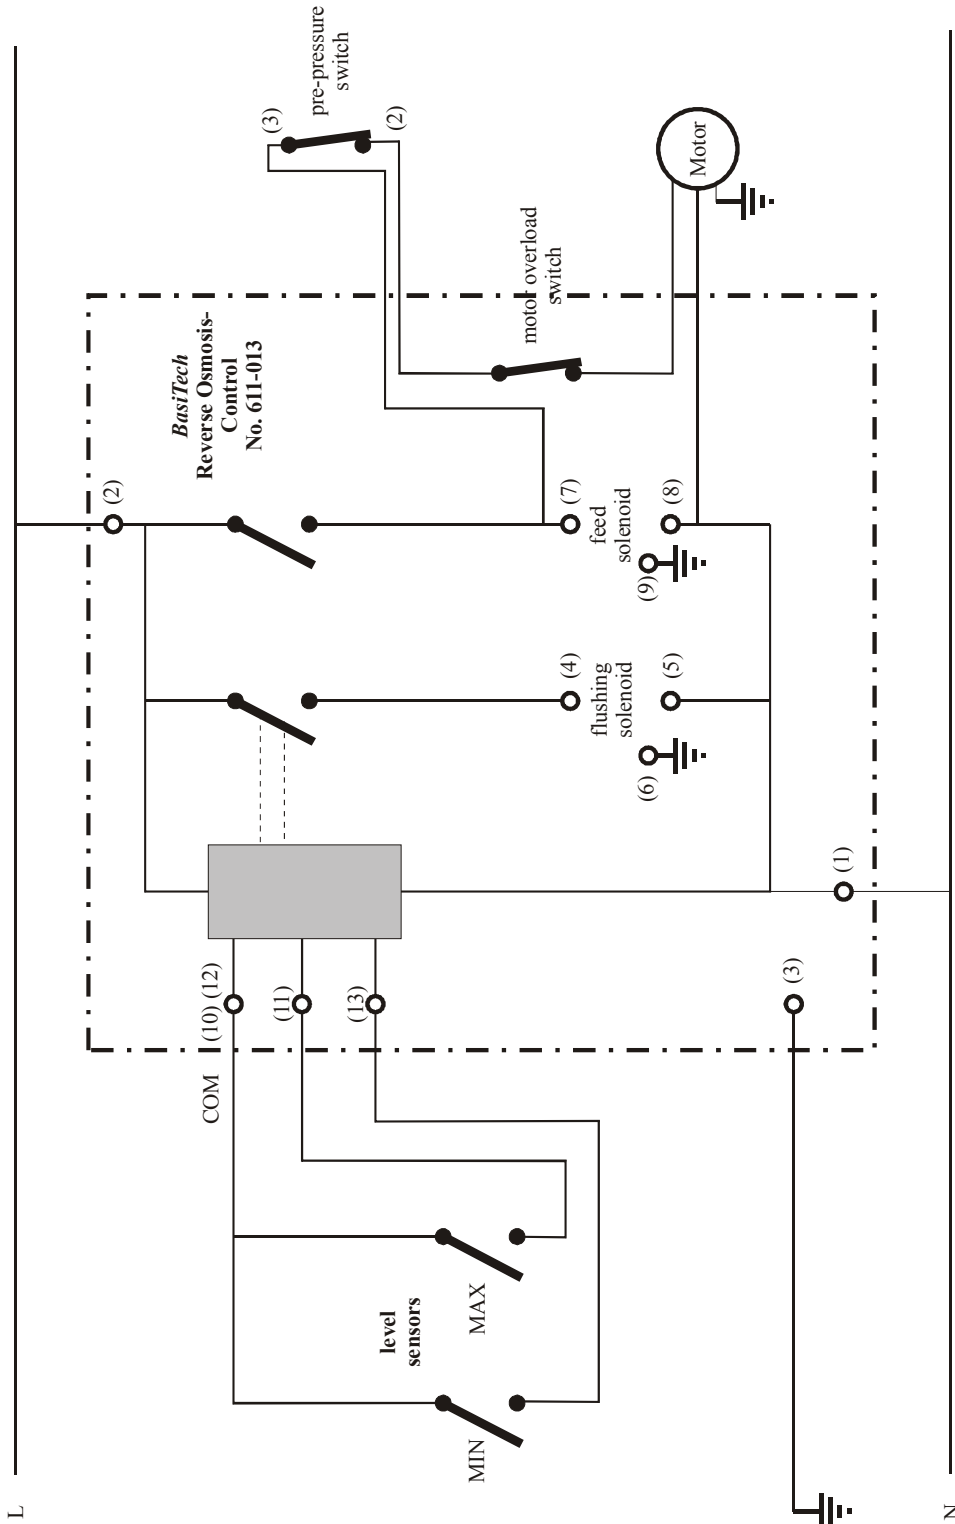 L
(2)
BasiTech
Reverse Osmosis-
Control
No. 611-013
COM
(10) (12)
(11)
(13)
(3)
pre-pressure
switch
(2)
level
sensors
MIN
MAX
motor overload
switch
(4)
flushing
solenoid
(6)
(5)
(7)
feed
solenoid
(9)
(8)
Motor
(3)
(1)
N